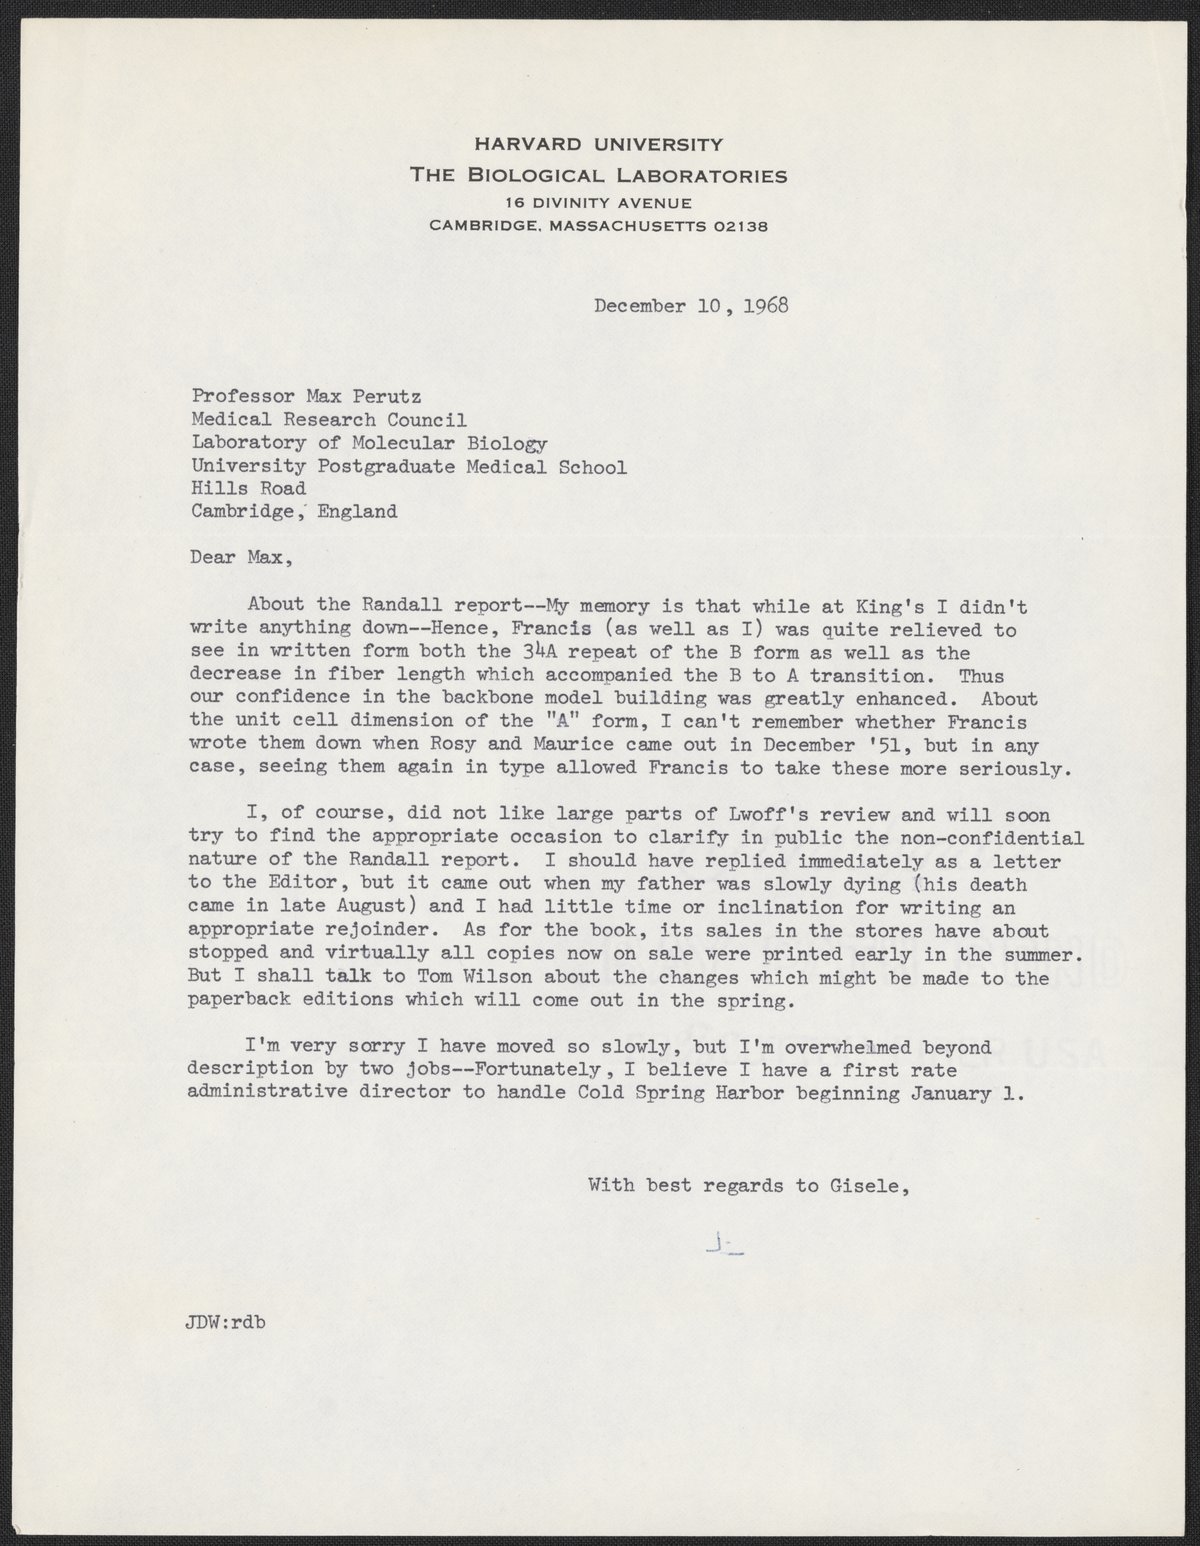 HARVARD UNIVERSITY
THE BIOLOGICAL LABORATORIES
16 DIVINITY AVENUE
CAMBRIDGE, MASSACHUSETTS 02138
December 10, 1968
Professor Max Perutz
Medical Research Council
Laboratory of Molecular Biology
University Postgraduate Medical School
Hills Road
Cambridge, England
Dear Max,
About the Randall report--My memory is that while at King's I didn't
write anything down--Hence, Francis (as well as I) was quite relieved to
see in written form both the 34A repeat of the B form as well as the
decrease in fiber length which accompanied the B to A transition. Thus
our confidence in the backbone model building was greatly enhanced. About
the unit cell dimension of the "A" form, I can't remember whether Francis
wrote them down when Rosy and Maurice came out in December '51, but in any
case, seeing them again in type allowed Francis to take these more seriously.
I, of course, did not like large parts of Lwoff's review and will soon
try to find the appropriate occasion to clarify in public the non-confidential
nature of the Randall report. I should have replied immediately as a letter
to the Editor, but it came out when my father was slowly dying (his death
came in late August) and I had little time or inclination for writing an
appropriate rejoinder. As for the book, its sales in the stores have about
stopped and virtually all copies now on sale were printed early in the summer.
But I shall talk to Tom Wilson about the changes which might be made to the
paperback editions which will come out in the spring.
I'm very sorry I have moved so slowly, but I'm overwhelmed beyond
description by two jobs--Fortunately, I believe I have a first rate
administrative director to handle Cold Spring Harbor beginning January 1.
With best regards to Gisele,
JDW:rdb